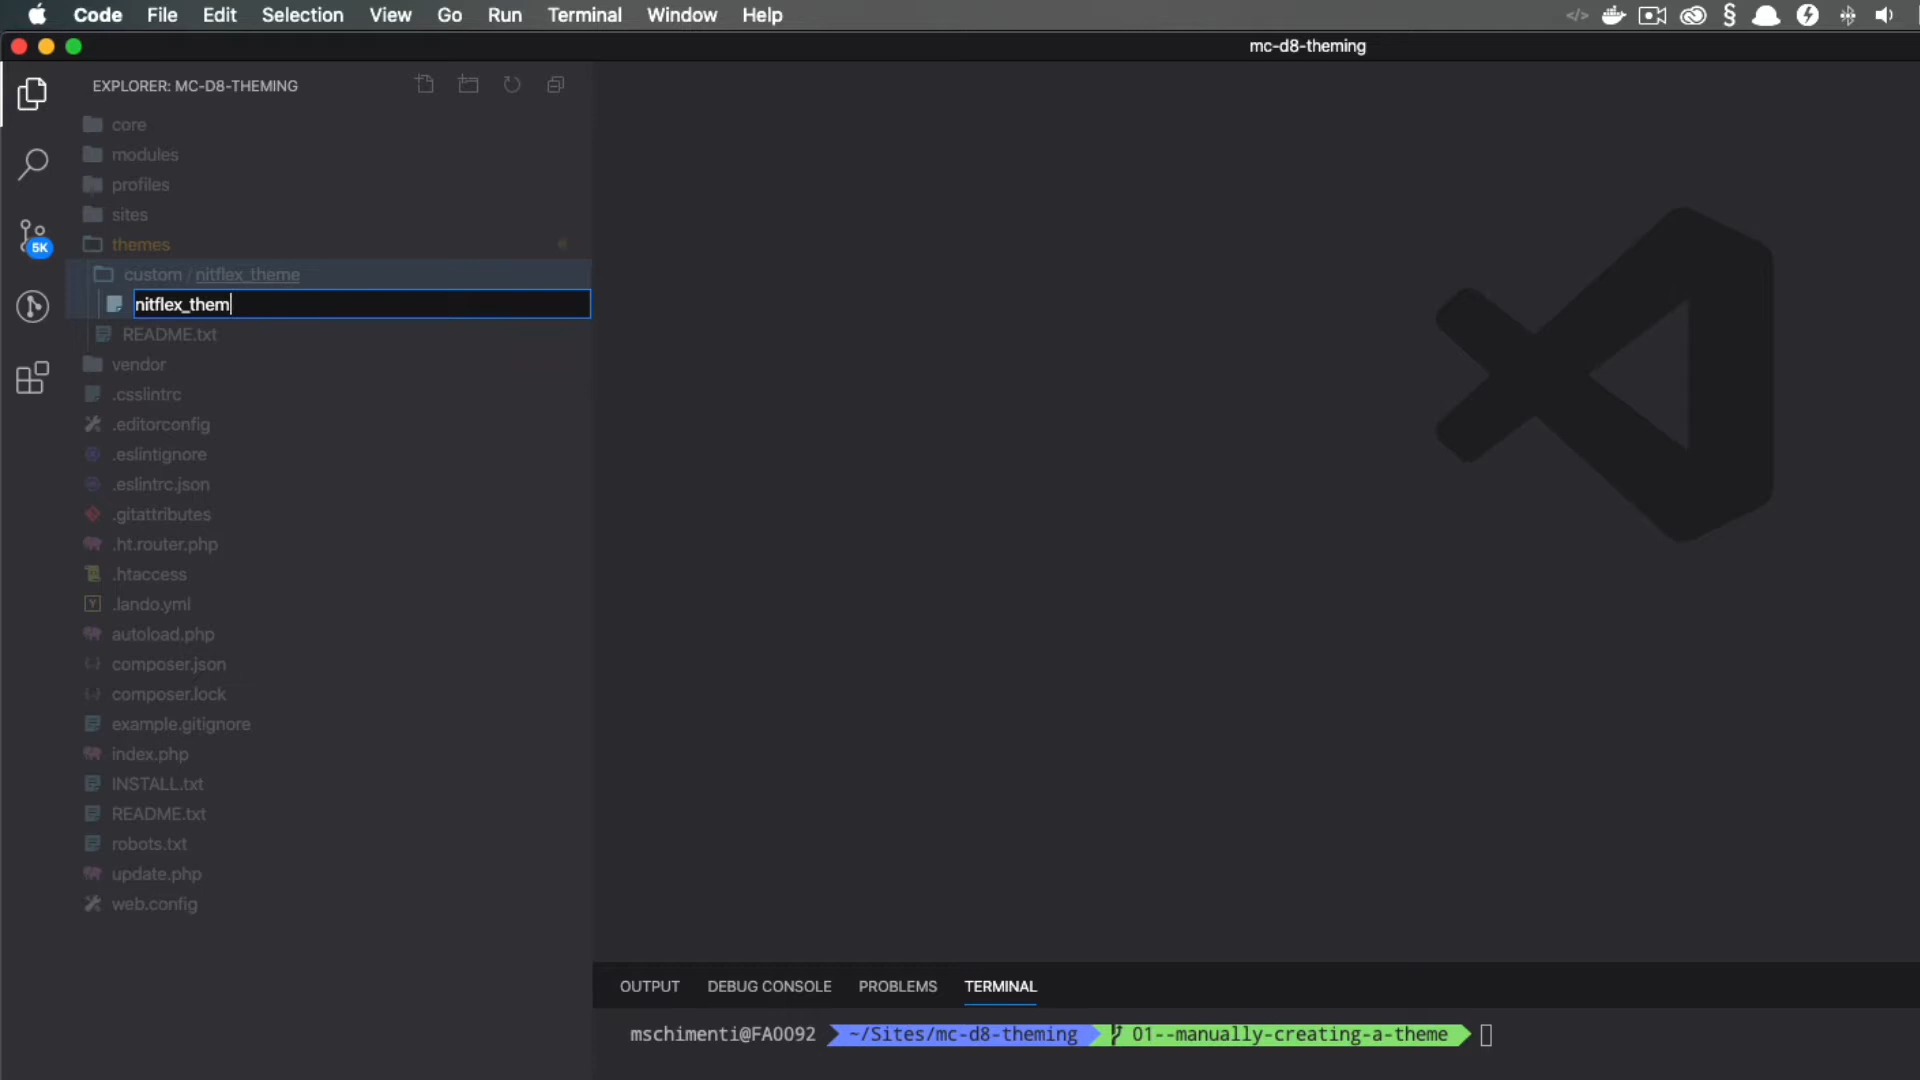 Code File Edit Selection View Go Run Terminal Window Help
mc-d8-theming
EXPLORER: MC-D8-THEMING
core
modules
profiles
sites
5K
themes
custom / nitflex_theme
nitflex_them
README.txt
vendor
.csslintrc
.editorconfig
.eslintignore
.eslintrc.json
.gitattributes
.ht.router.php
.htaccess
.lando.yml
autoload.php
composer.json
composer.lock
example.gitignore
index.php
INSTALL.txt
README.txt
robots.txt
update.php
web.config
OUTPUT DEBUG CONSOLE PROBLEMS TERMINAL
mschimenti@FA0092 ~/Sites/mc-d8-theming 01--manually-creating-a-theme